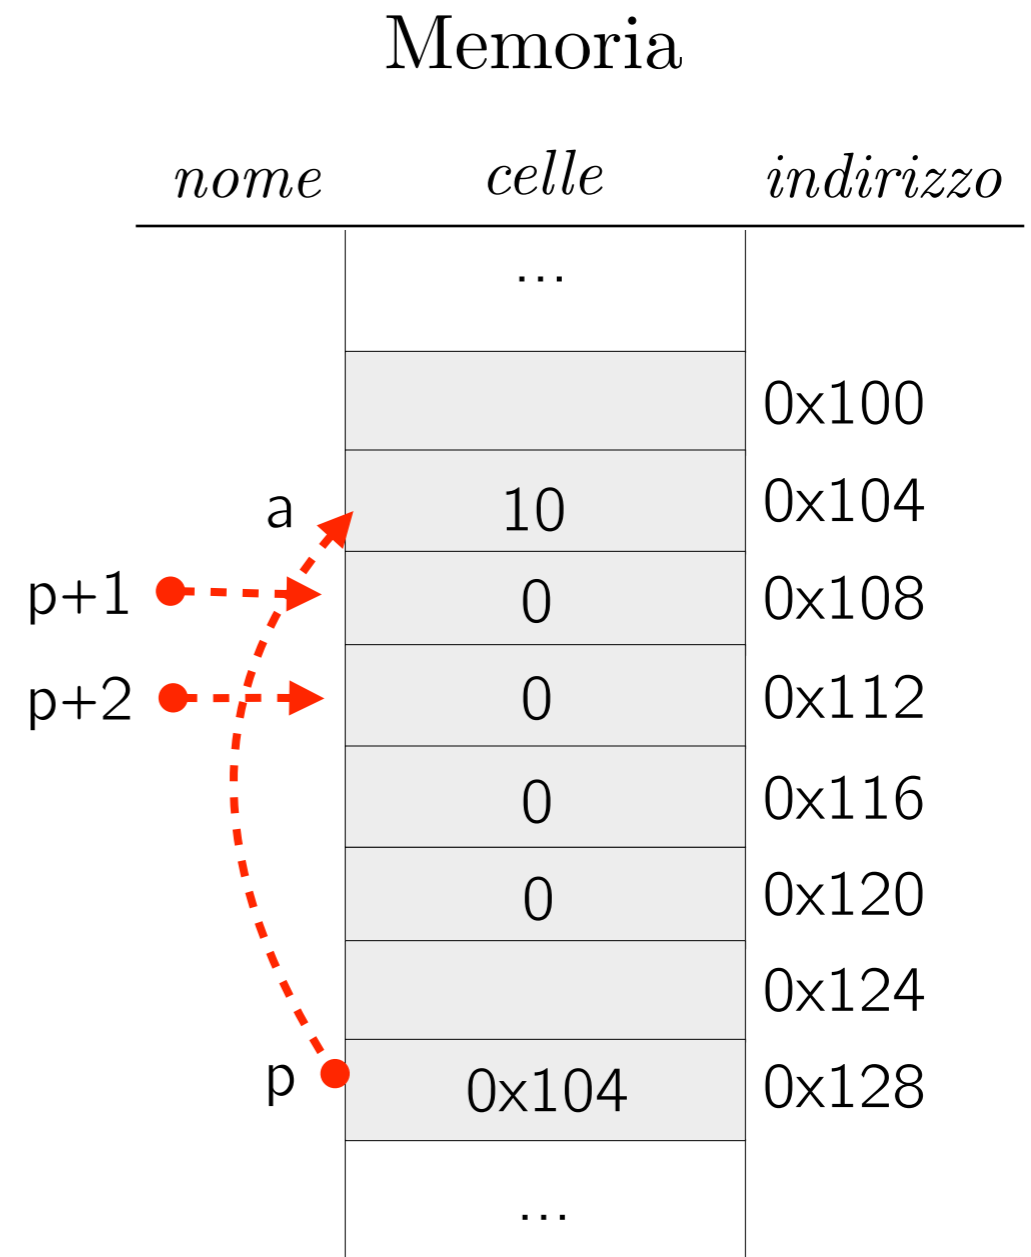 Memoria
nome celle indirizzo
...
0x100
a 10 0x104
p+1 0 0x108
p+2 0 0x112
0 0x116
0 0x120
0x124
p 0x104 0x128
...